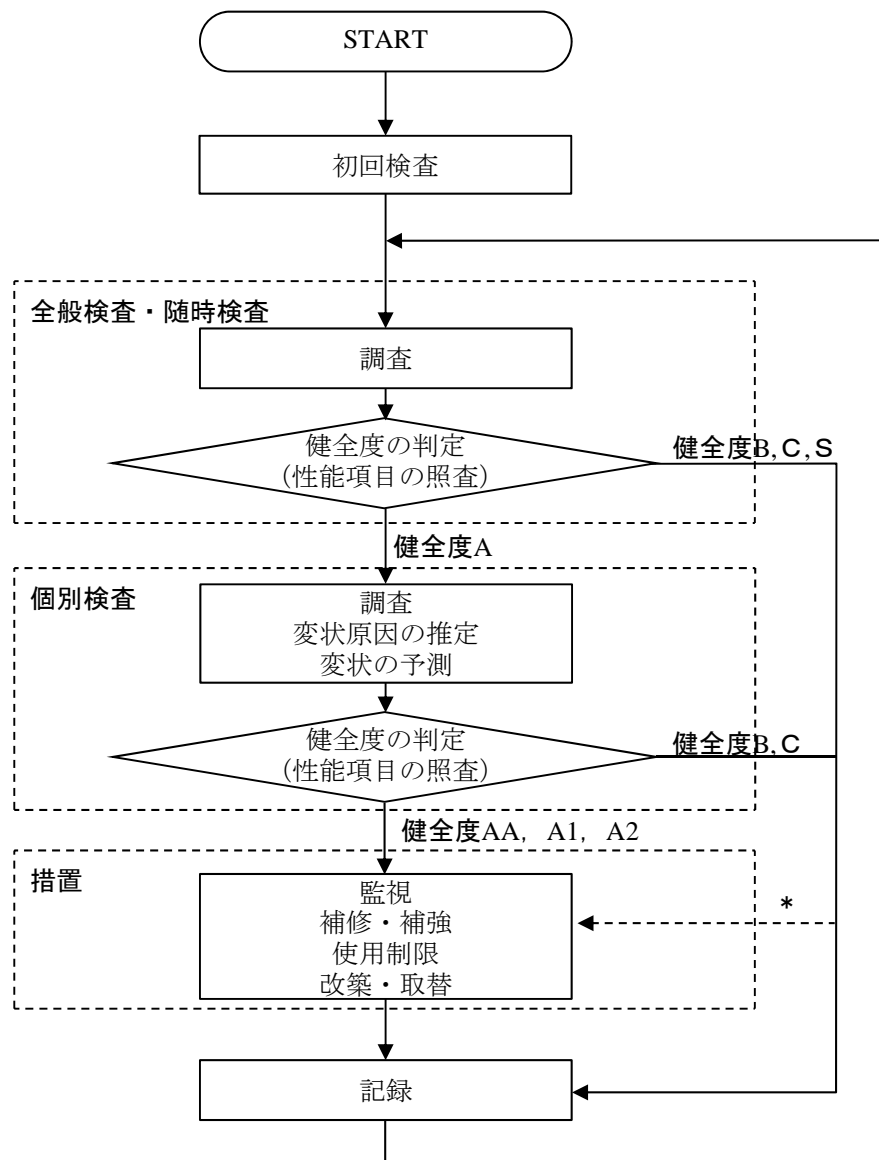 START
初回検査
全般検査・随時検査
調査
健全度の判定
(性能項目の照査)
健全度B,C,S
健全度A
個別検査
調査
変状原因の推定
変状の予測
健全度の判定
(性能項目の照査)
健全度B,C
健全度AA, A1, A2
措置
監視
補修・補強
使用制限
改築・取替
*
記録